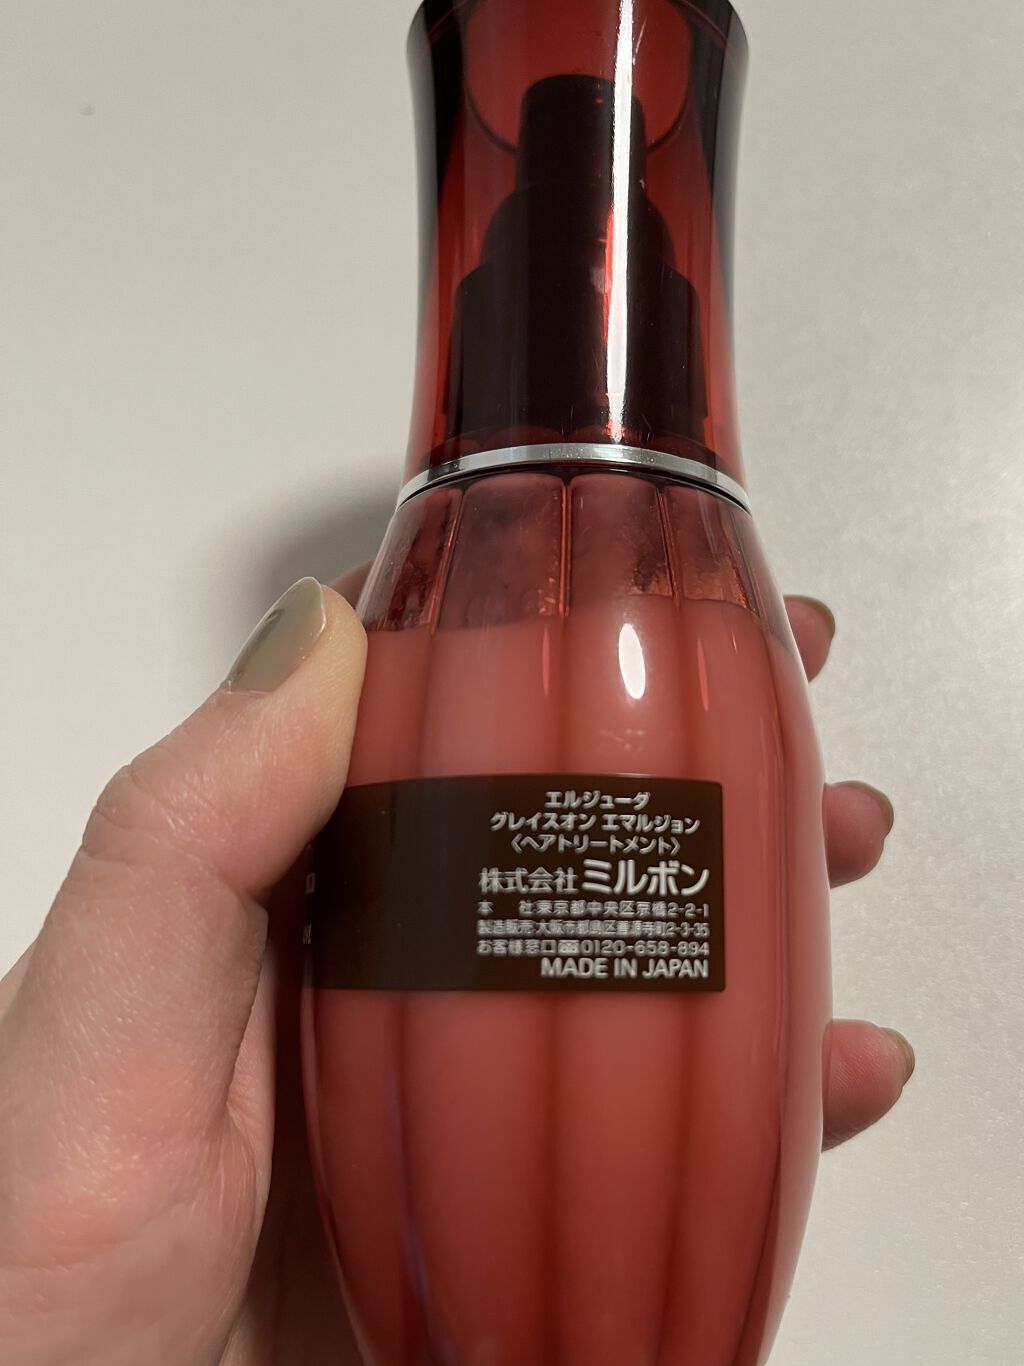 エルジューダ
グレイスオン エマルジョン
〈ヘアトリートメント〉
株式会社 ミルボン
本 社:東京都中央区京橋2-2-1
製造販売:大阪市都島区善源寺町2-3-35
お客様窓口 0120-658-894
MADE IN JAPAN